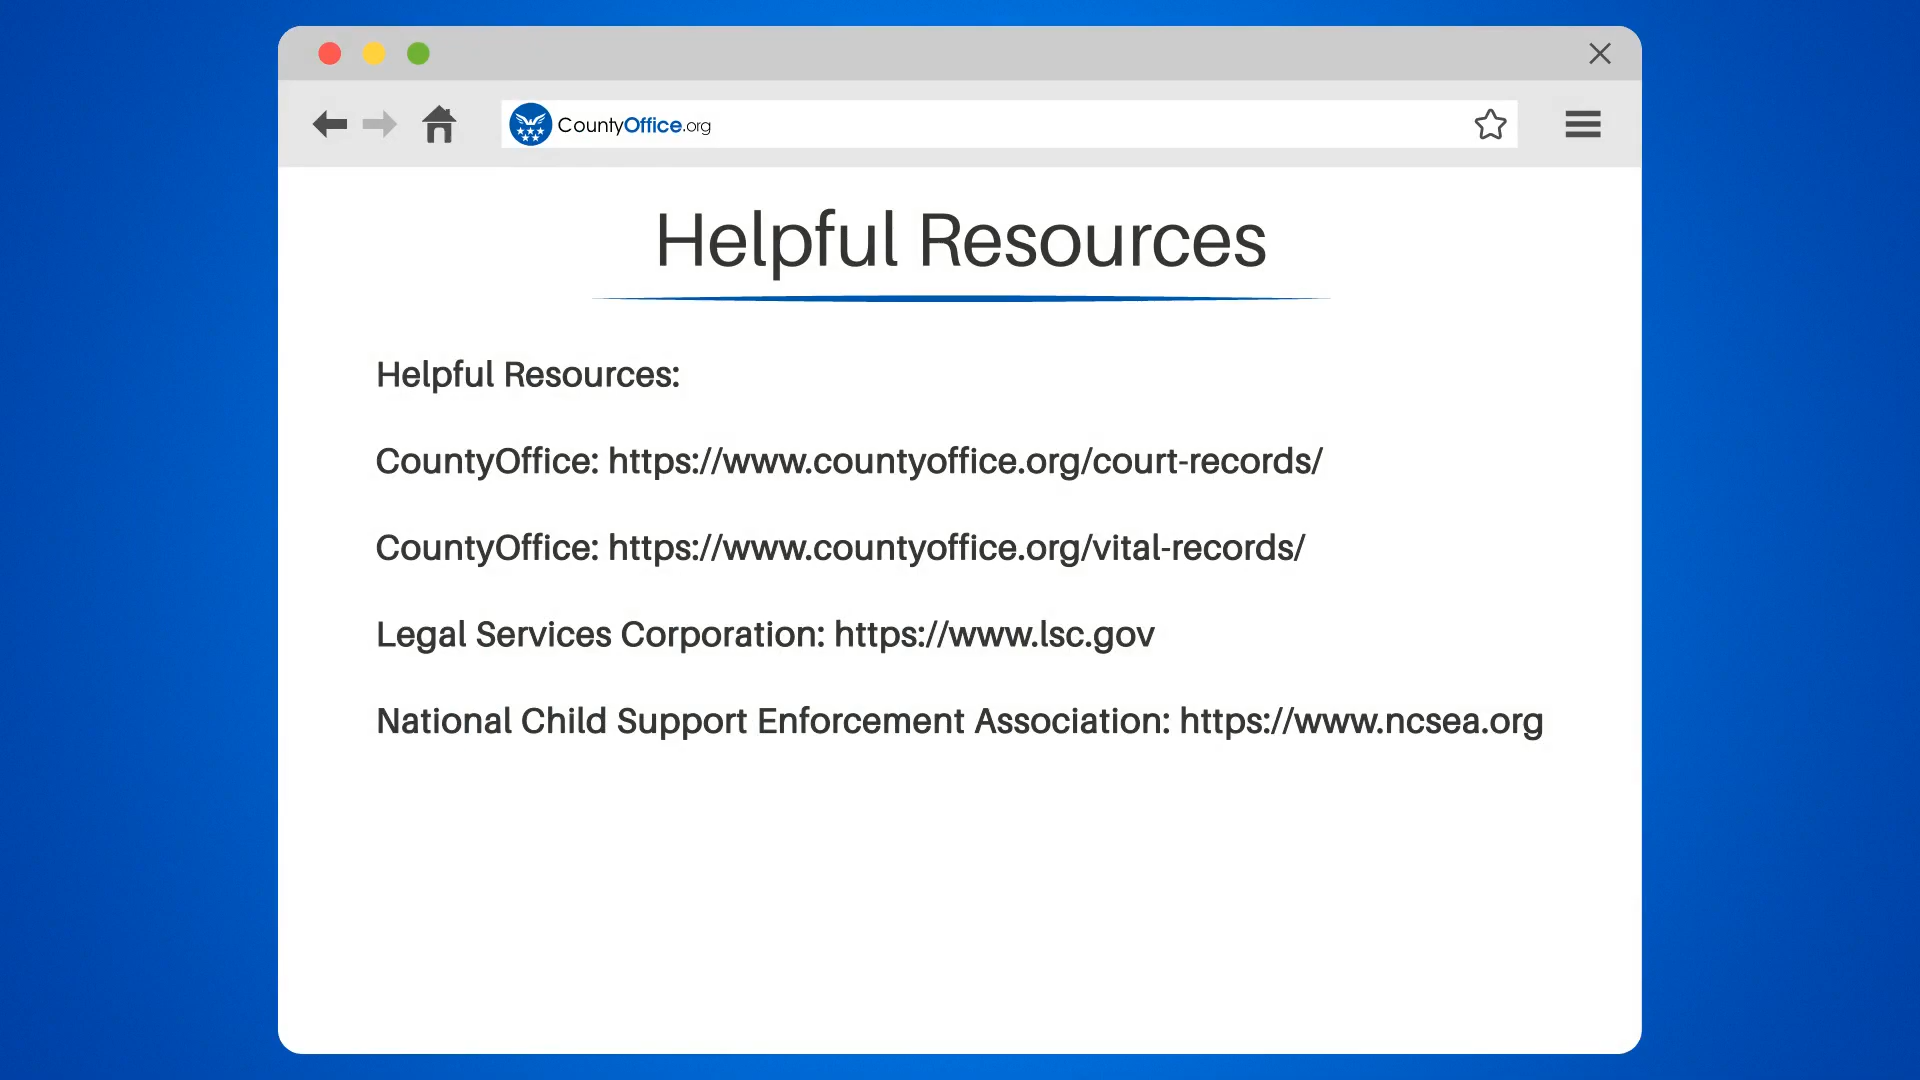 CountyOffice.org
Helpful Resources
Helpful Resources:
CountyOffice: https://www.countyoffice.org/court-records/
CountyOffice: https://www.countyoffice.org/vital-records/
Legal Services Corporation: https://www.lsc.gov
National Child Support Enforcement Association: https://www.ncsea.org